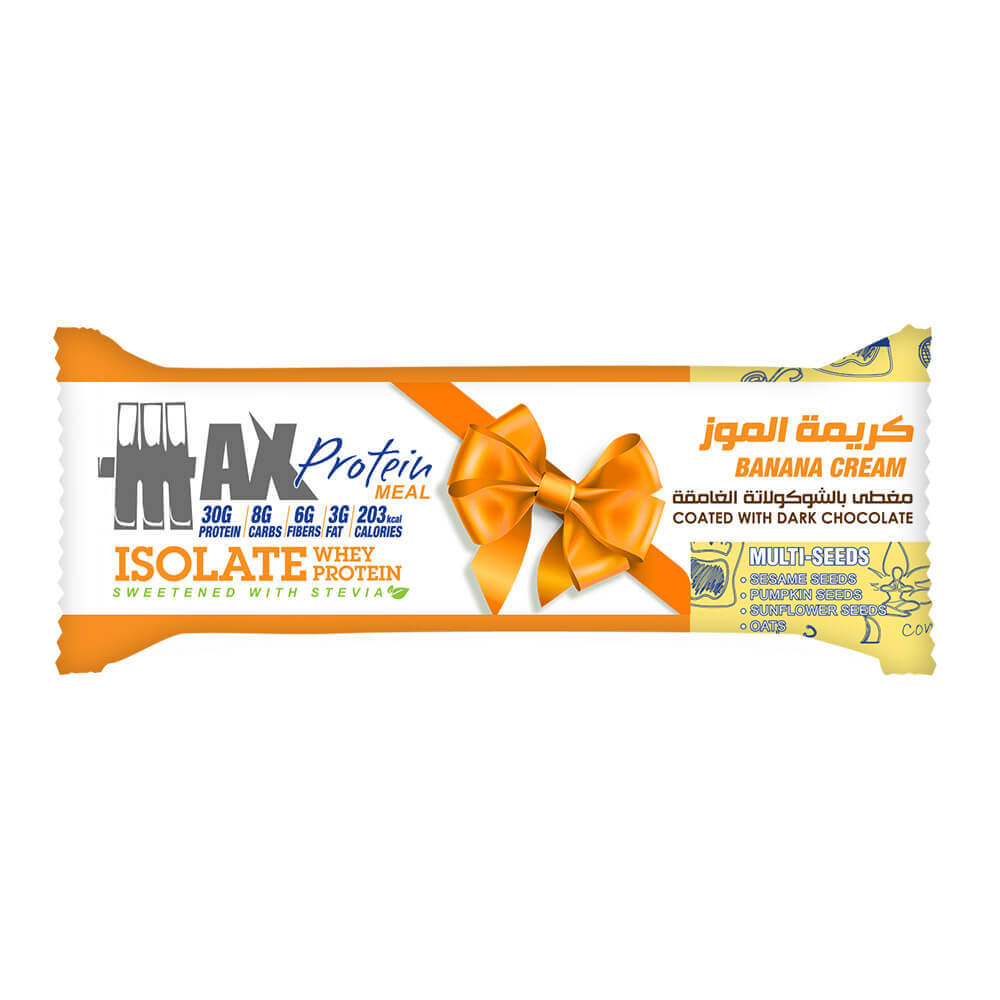 MAX Protein
MEAL
30G PROTEIN
8G CARBS
6G FIBERS
3G FAT
203 kcal CALORIES
ISOLATE WHEY PROTEIN
SWEETENED WITH STEVIA
كريمة الموز
BANANA CREAM
مغطى بالشوكولاتة الغامقة
COATED WITH DARK CHOCOLATE
MULTI-SEEDS
• SESAME SEEDS
• PUMPKIN SEEDS
• SUNFLOWER SEEDS
• OATS